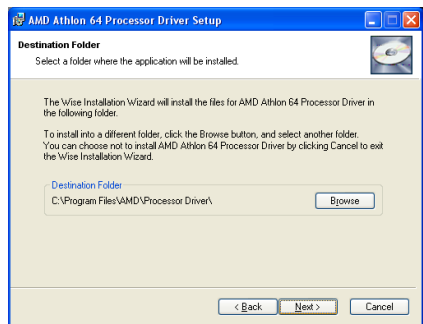 AMD Athlon 64 Processor Driver Setup
Destination Folder
Select a folder where the application will be installed.
The Wise Installation Wizard will install the files for AMD Athlon 64 Processor Driver in
the following folder.
To install into a different folder, click the Browse button, and select another folder.
You can choose not to install AMD Athlon 64 Processor Driver by clicking Cancel to exit
the Wise Installation Wizard.
Destination Folder
C:\Program Files\AMD\Processor Driver\
Browse
< Back
Next >
Cancel